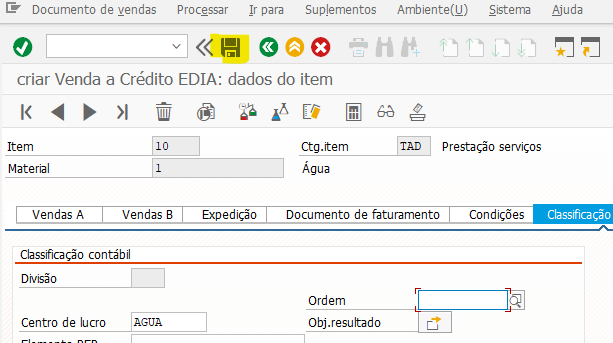 Documento de vendas Processar Ir para Suplementos Ambiente(U) Sistema Ajuda
criar Venda a Crédito EDIA: dados do item
Item 10 Ctg.item TAD Prestação serviços
Material 1 Água
Vendas A Vendas B Expedição Documento de faturamento Condições Classificação
Classificação contábil
Divisão
Ordem
Centro de lucro AGUA Obj.resultado
Elemento PEP